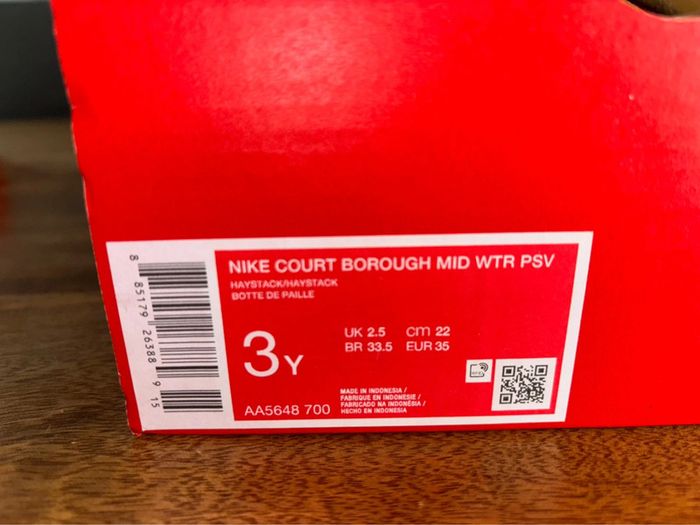 NIKE COURT BOROUGH MID WTR PSV
HAYSTACK/HAYSTACK
BOTTE DE PAILLE
3Y
UK 2.5 cm 22
BR 33.5 EUR 35
AA5648 700
MADE IN INDONESIA /
FABRIQUE EN INDONESIE /
FABRICADO NA INDONÉSIA /
HECHO EN INDONESIA
8 85179 26388 9 15